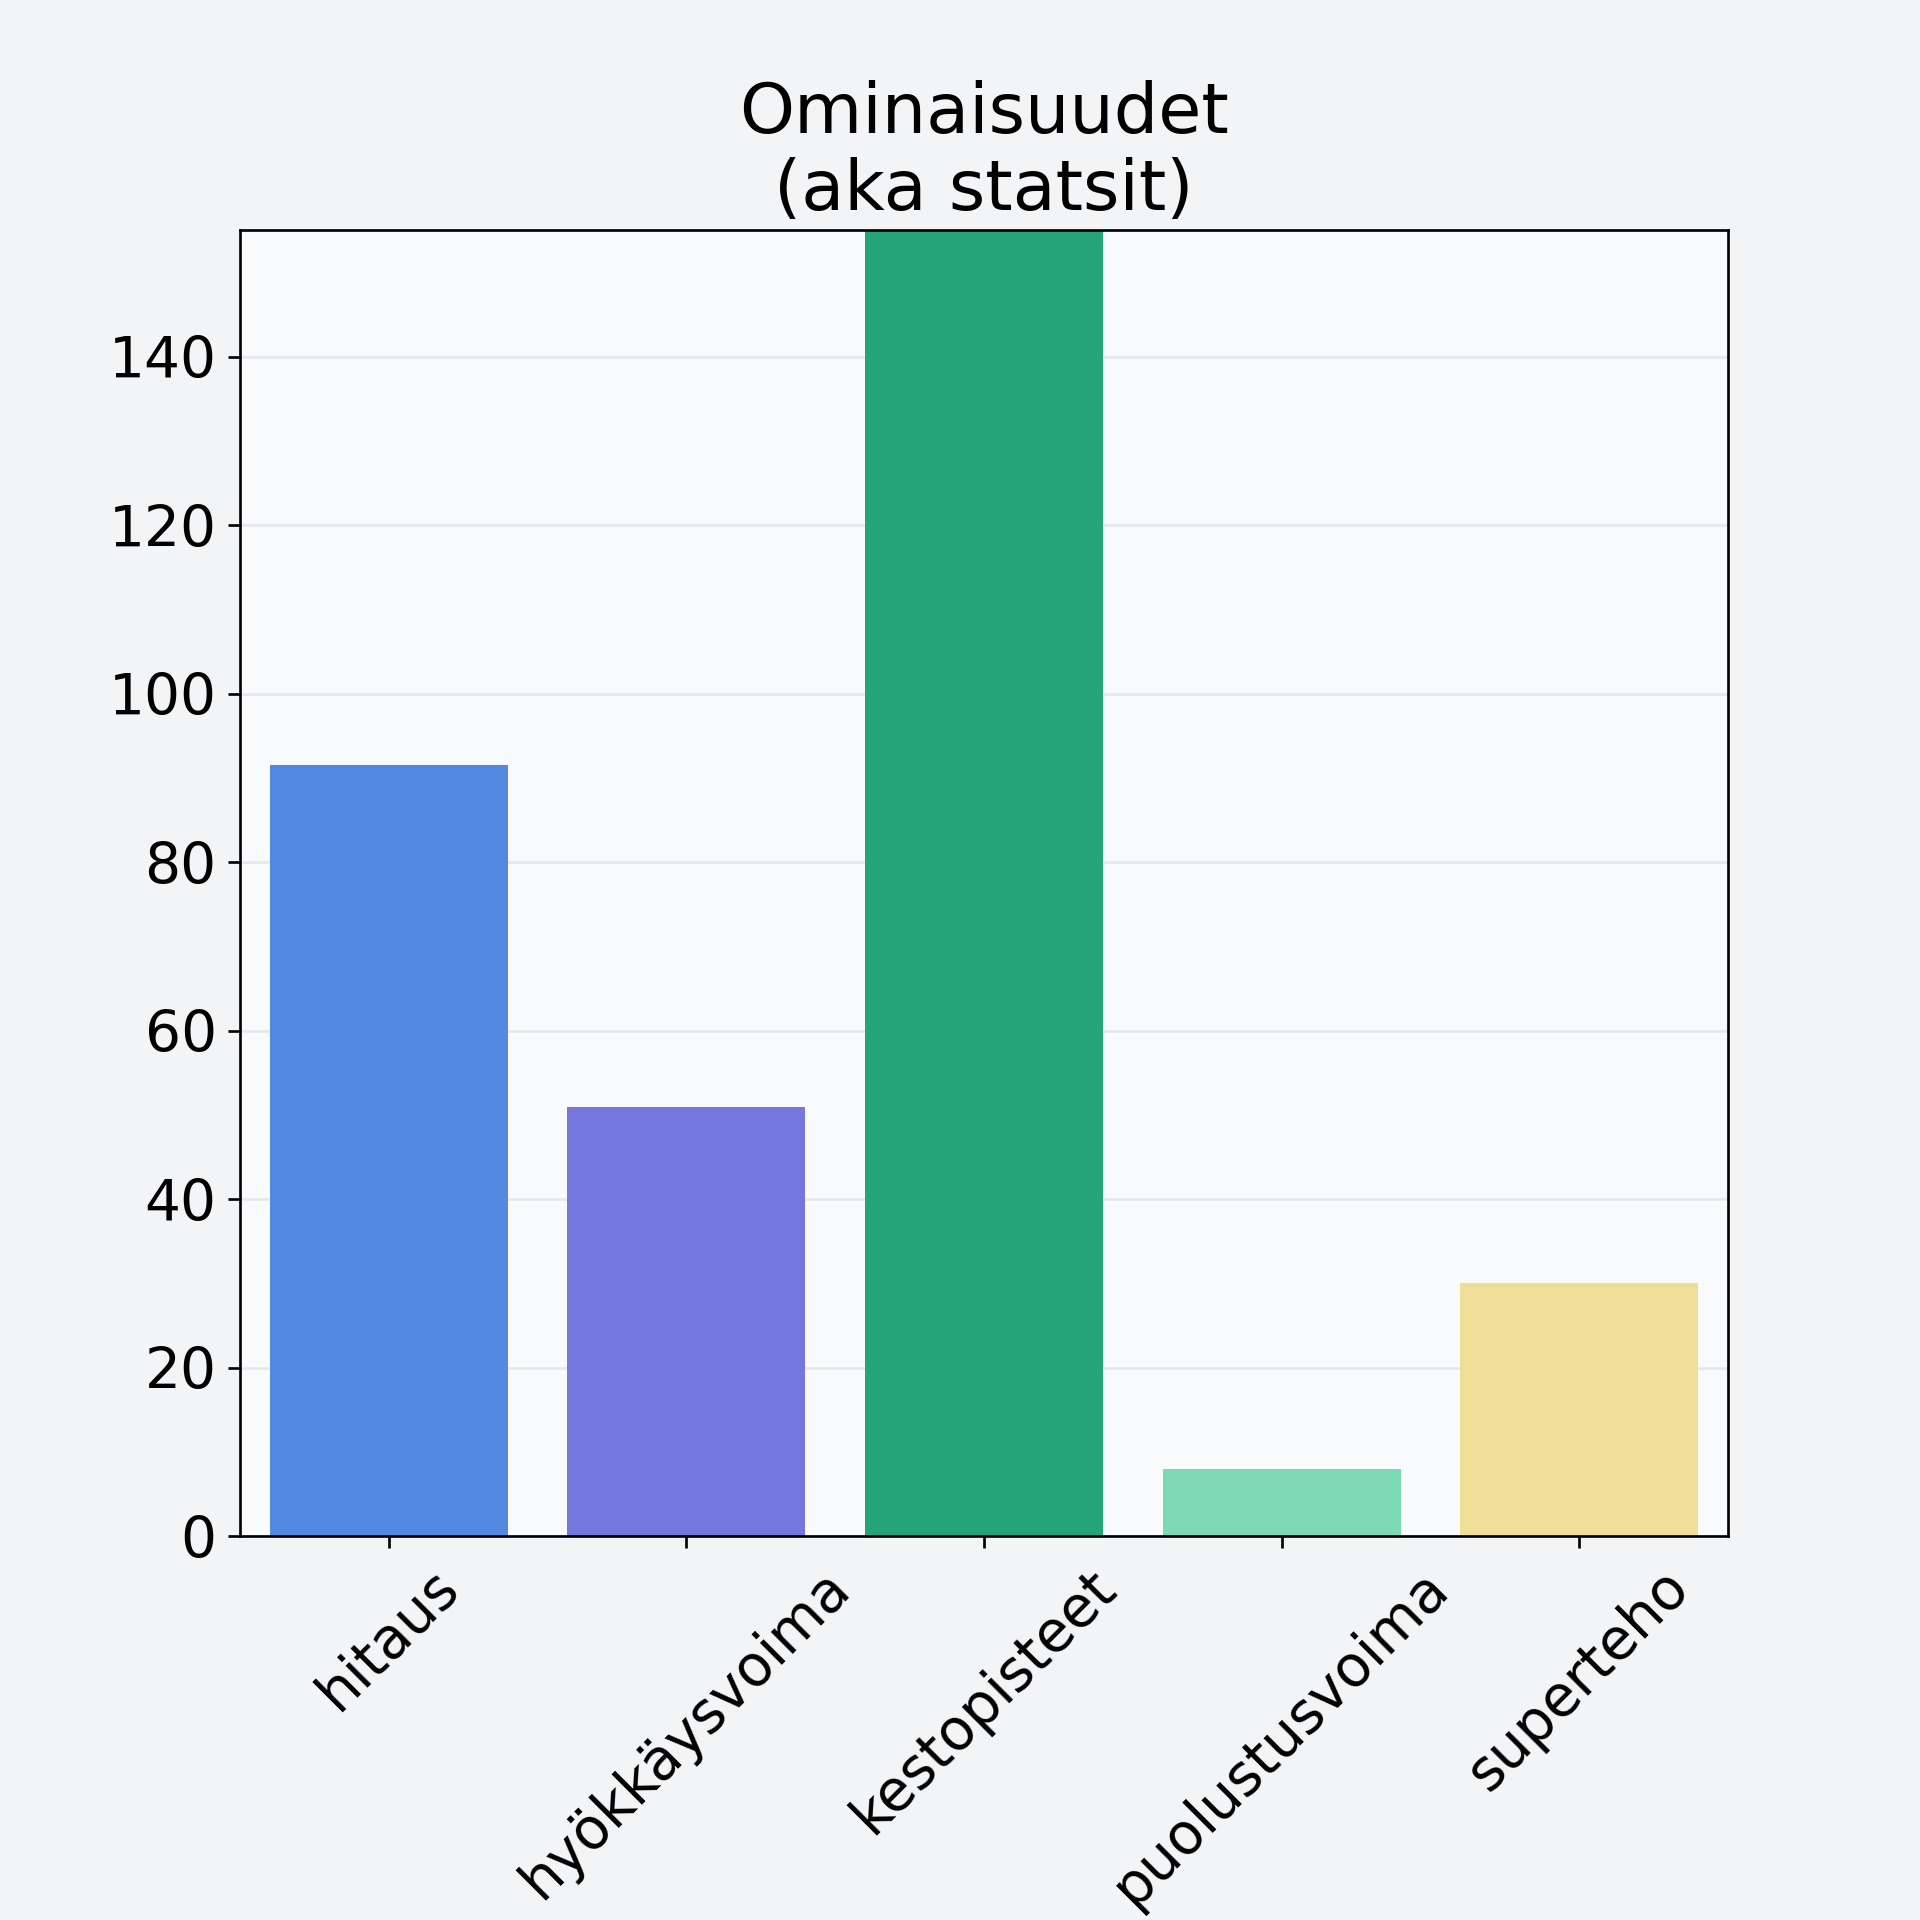 Ominaisuudet
(aka statsit)
140
120
100
80
60
40
20
0
hitaus
hyökkäysvoima
kestopisteet
puolustusvoima
superteho